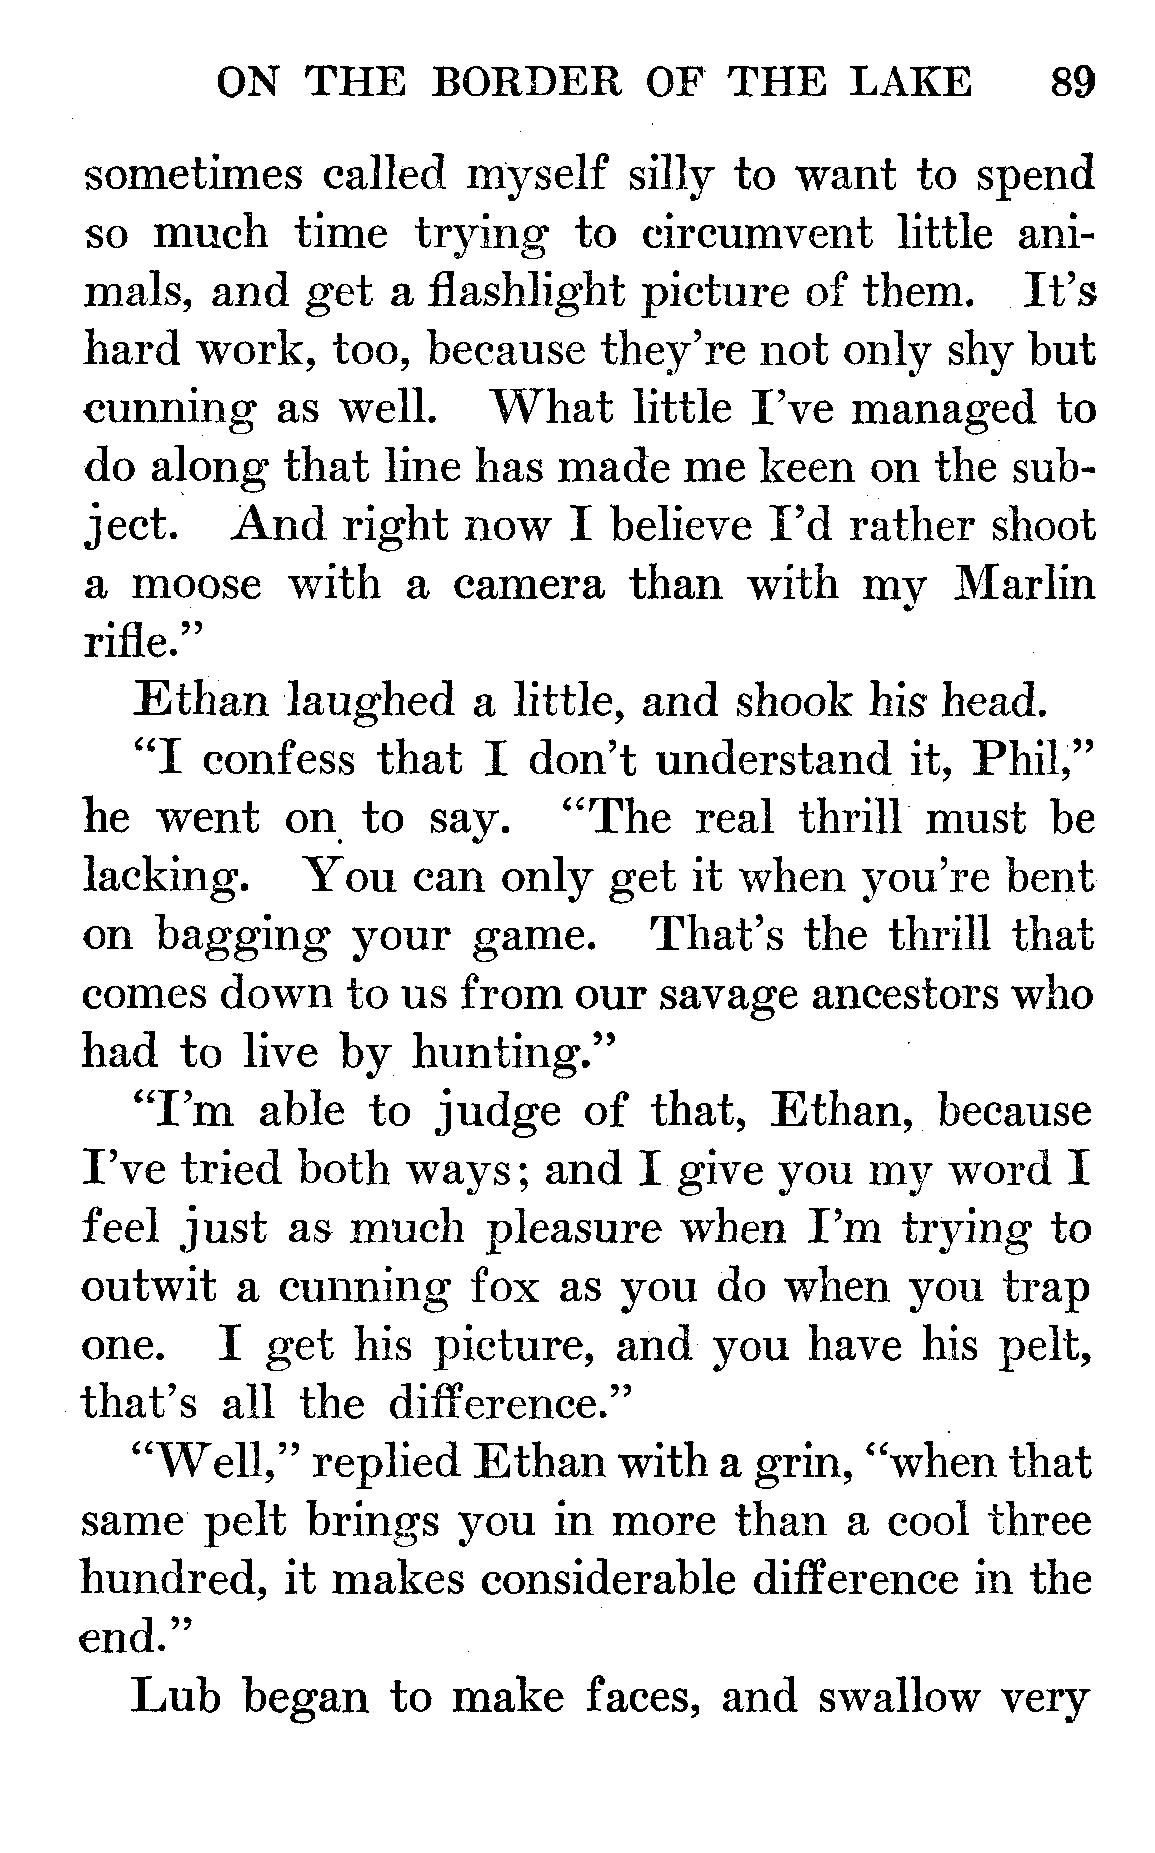 ON THE BORDER OF THE LAKE 89
sometimes called myself silly to want to spend
so much time trying to circumvent little ani-
mals, and get a flashlight picture of them. It’s
hard work, too, because they’re not only shy but
cunning as well. What little I’ve managed to
do along that line has made me keen on the sub-
ject. And right now I believe I’d rather shoot
a moose with a camera than with my Marlin
rifle.”
Ethan laughed a little, and shook his head.
“I confess that I don’t understand it, Phil,”
he went on to say. “The real thrill must be
lacking. You can only get it when you’re bent
on bagging your game. That’s the thrill that
comes down to us from our savage ancestors who
had to live by hunting.”
“I’m able to judge of that, Ethan, because
I’ve tried both ways; and I give you my word I
feel just as much pleasure when I’m trying to
outwit a cunning fox as you do when you trap
one. I get his picture, and you have his pelt,
that’s all the difference.”
“Well,” replied Ethan with a grin, “when that
same pelt brings you in more than a cool three
hundred, it makes considerable difference in the
end.”
Lub began to make faces, and swallow very